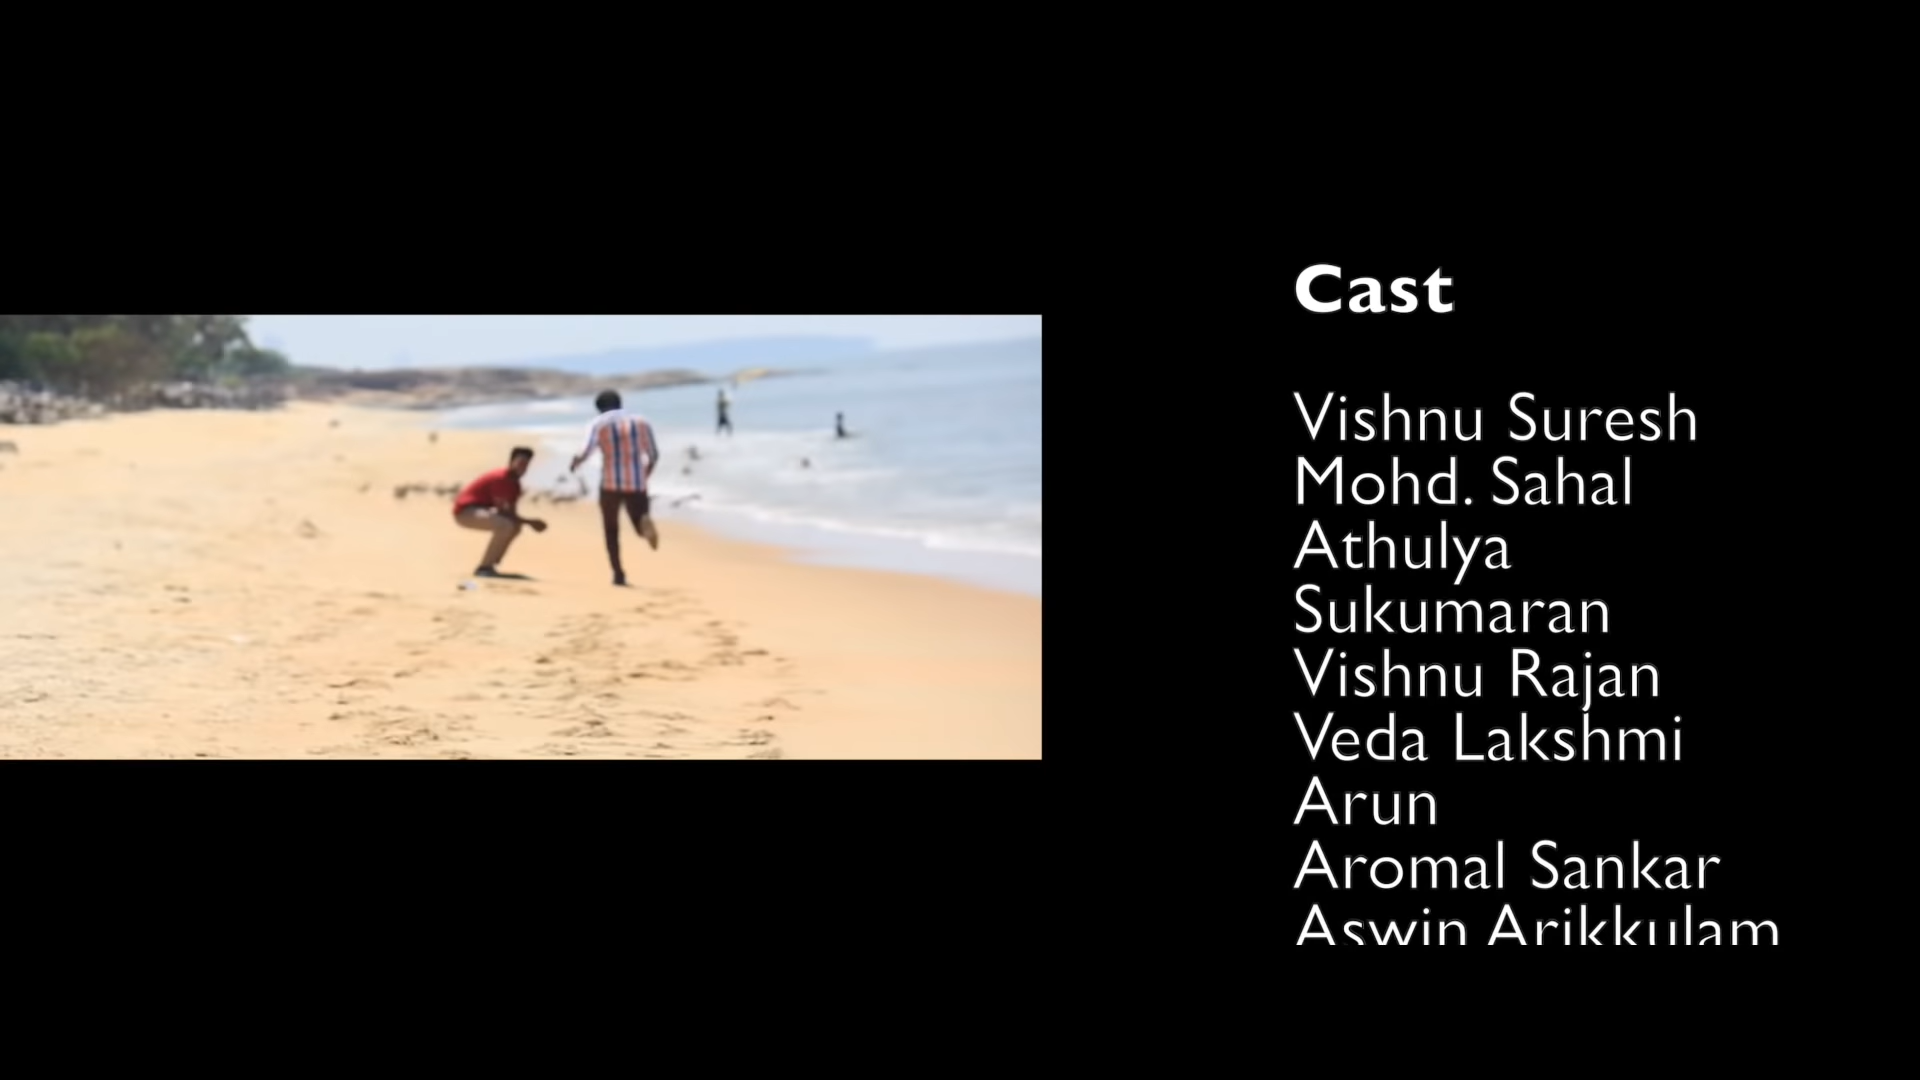 Cast
Vishnu Suresh
Mohd. Sahal
Athulya
Sukumaran
Vishnu Rajan
Veda Lakshmi
Arun
Aromal Sankar
Aswin Arikkulam